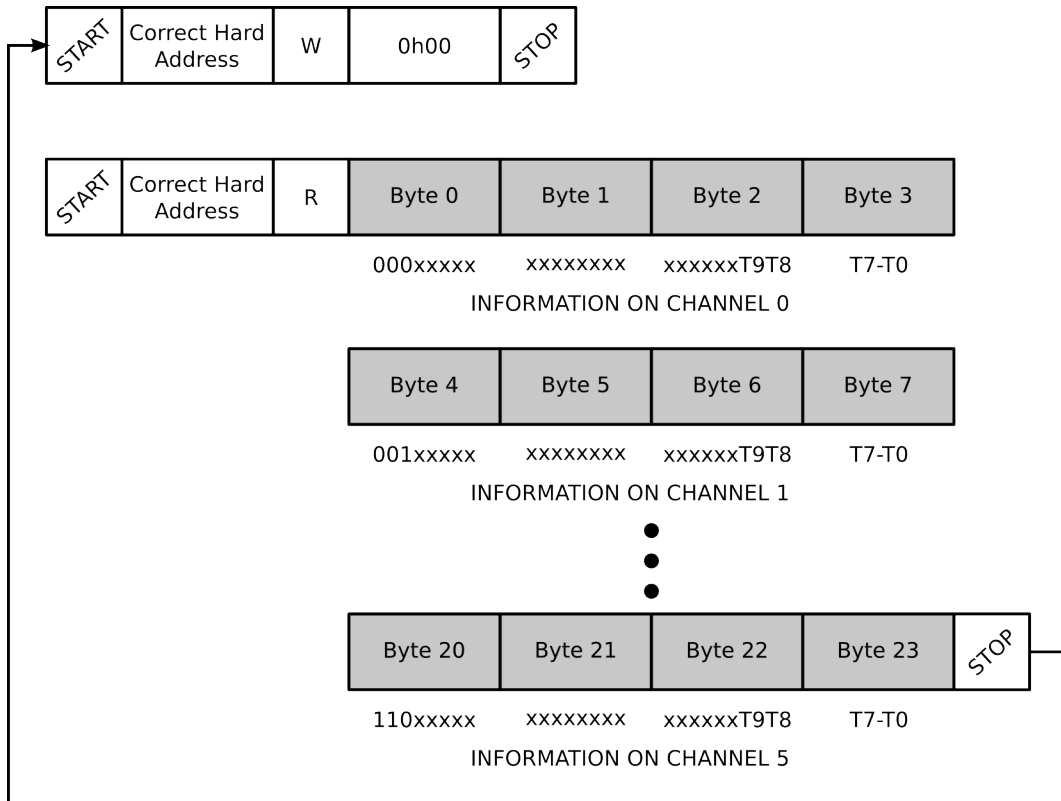 START
Correct Hard
Address
W
0h00
STOP
START
Correct Hard
Address
R
Byte 0
Byte 1
Byte 2
Byte 3
000xxxxx
xxxxxxxx
xxxxxxT9T8
T7-T0
INFORMATION ON CHANNEL 0
Byte 4
Byte 5
Byte 6
Byte 7
001xxxxx
xxxxxxxx
xxxxxxT9T8
T7-T0
INFORMATION ON CHANNEL 1
Byte 20
Byte 21
Byte 22
Byte 23
STOP
110xxxxx
xxxxxxxx
xxxxxxT9T8
T7-T0
INFORMATION ON CHANNEL 5